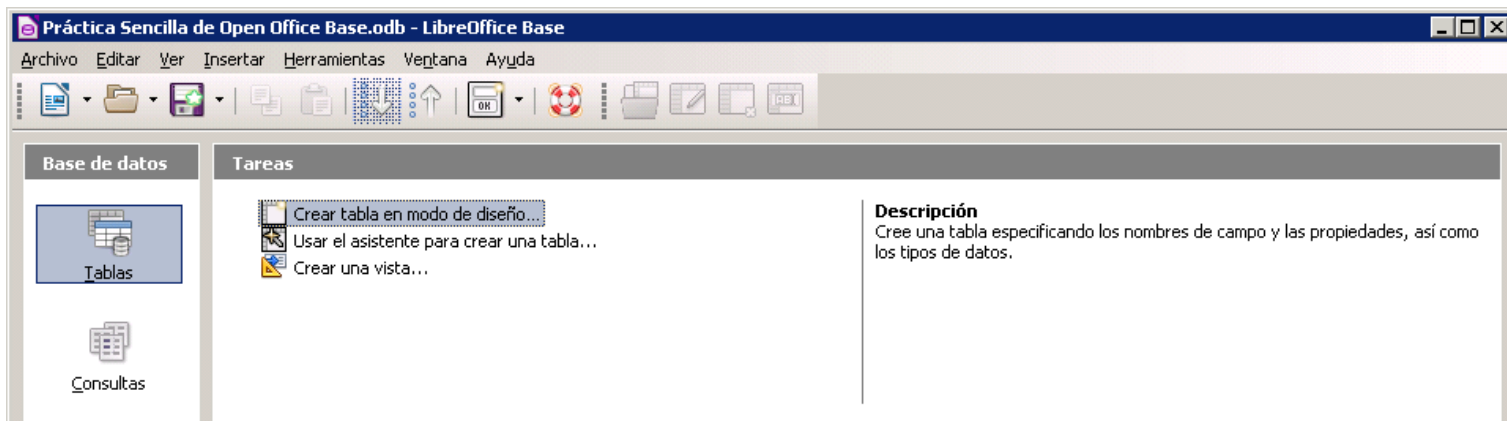 Práctica Sencilla de Open Office Base.odb - LibreOffice Base
Archivo Editar Ver Insertar Herramientas Ventana Ayuda
OK
Base de datos
Tareas
Tablas
Consultas
Crear tabla en modo de diseño...
Usar el asistente para crear una tabla...
Crear una vista...
Descripción
Cree una tabla especificando los nombres de campo y las propiedades, así como
los tipos de datos.